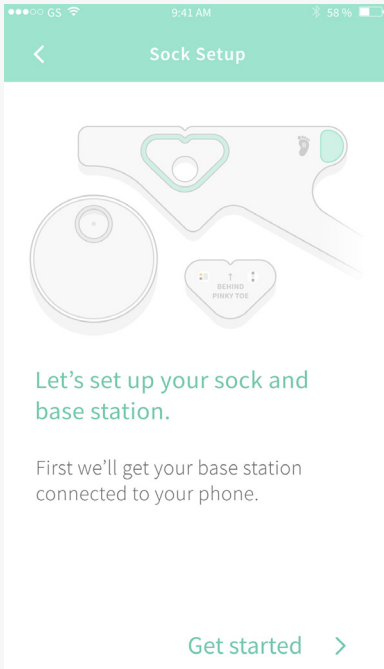 GS 9:41 AM 58 %
Sock Setup
↑
BEHIND
PINKY TOE
Let’s set up your sock and
base station.
First we’ll get your base station
connected to your phone.
Get started